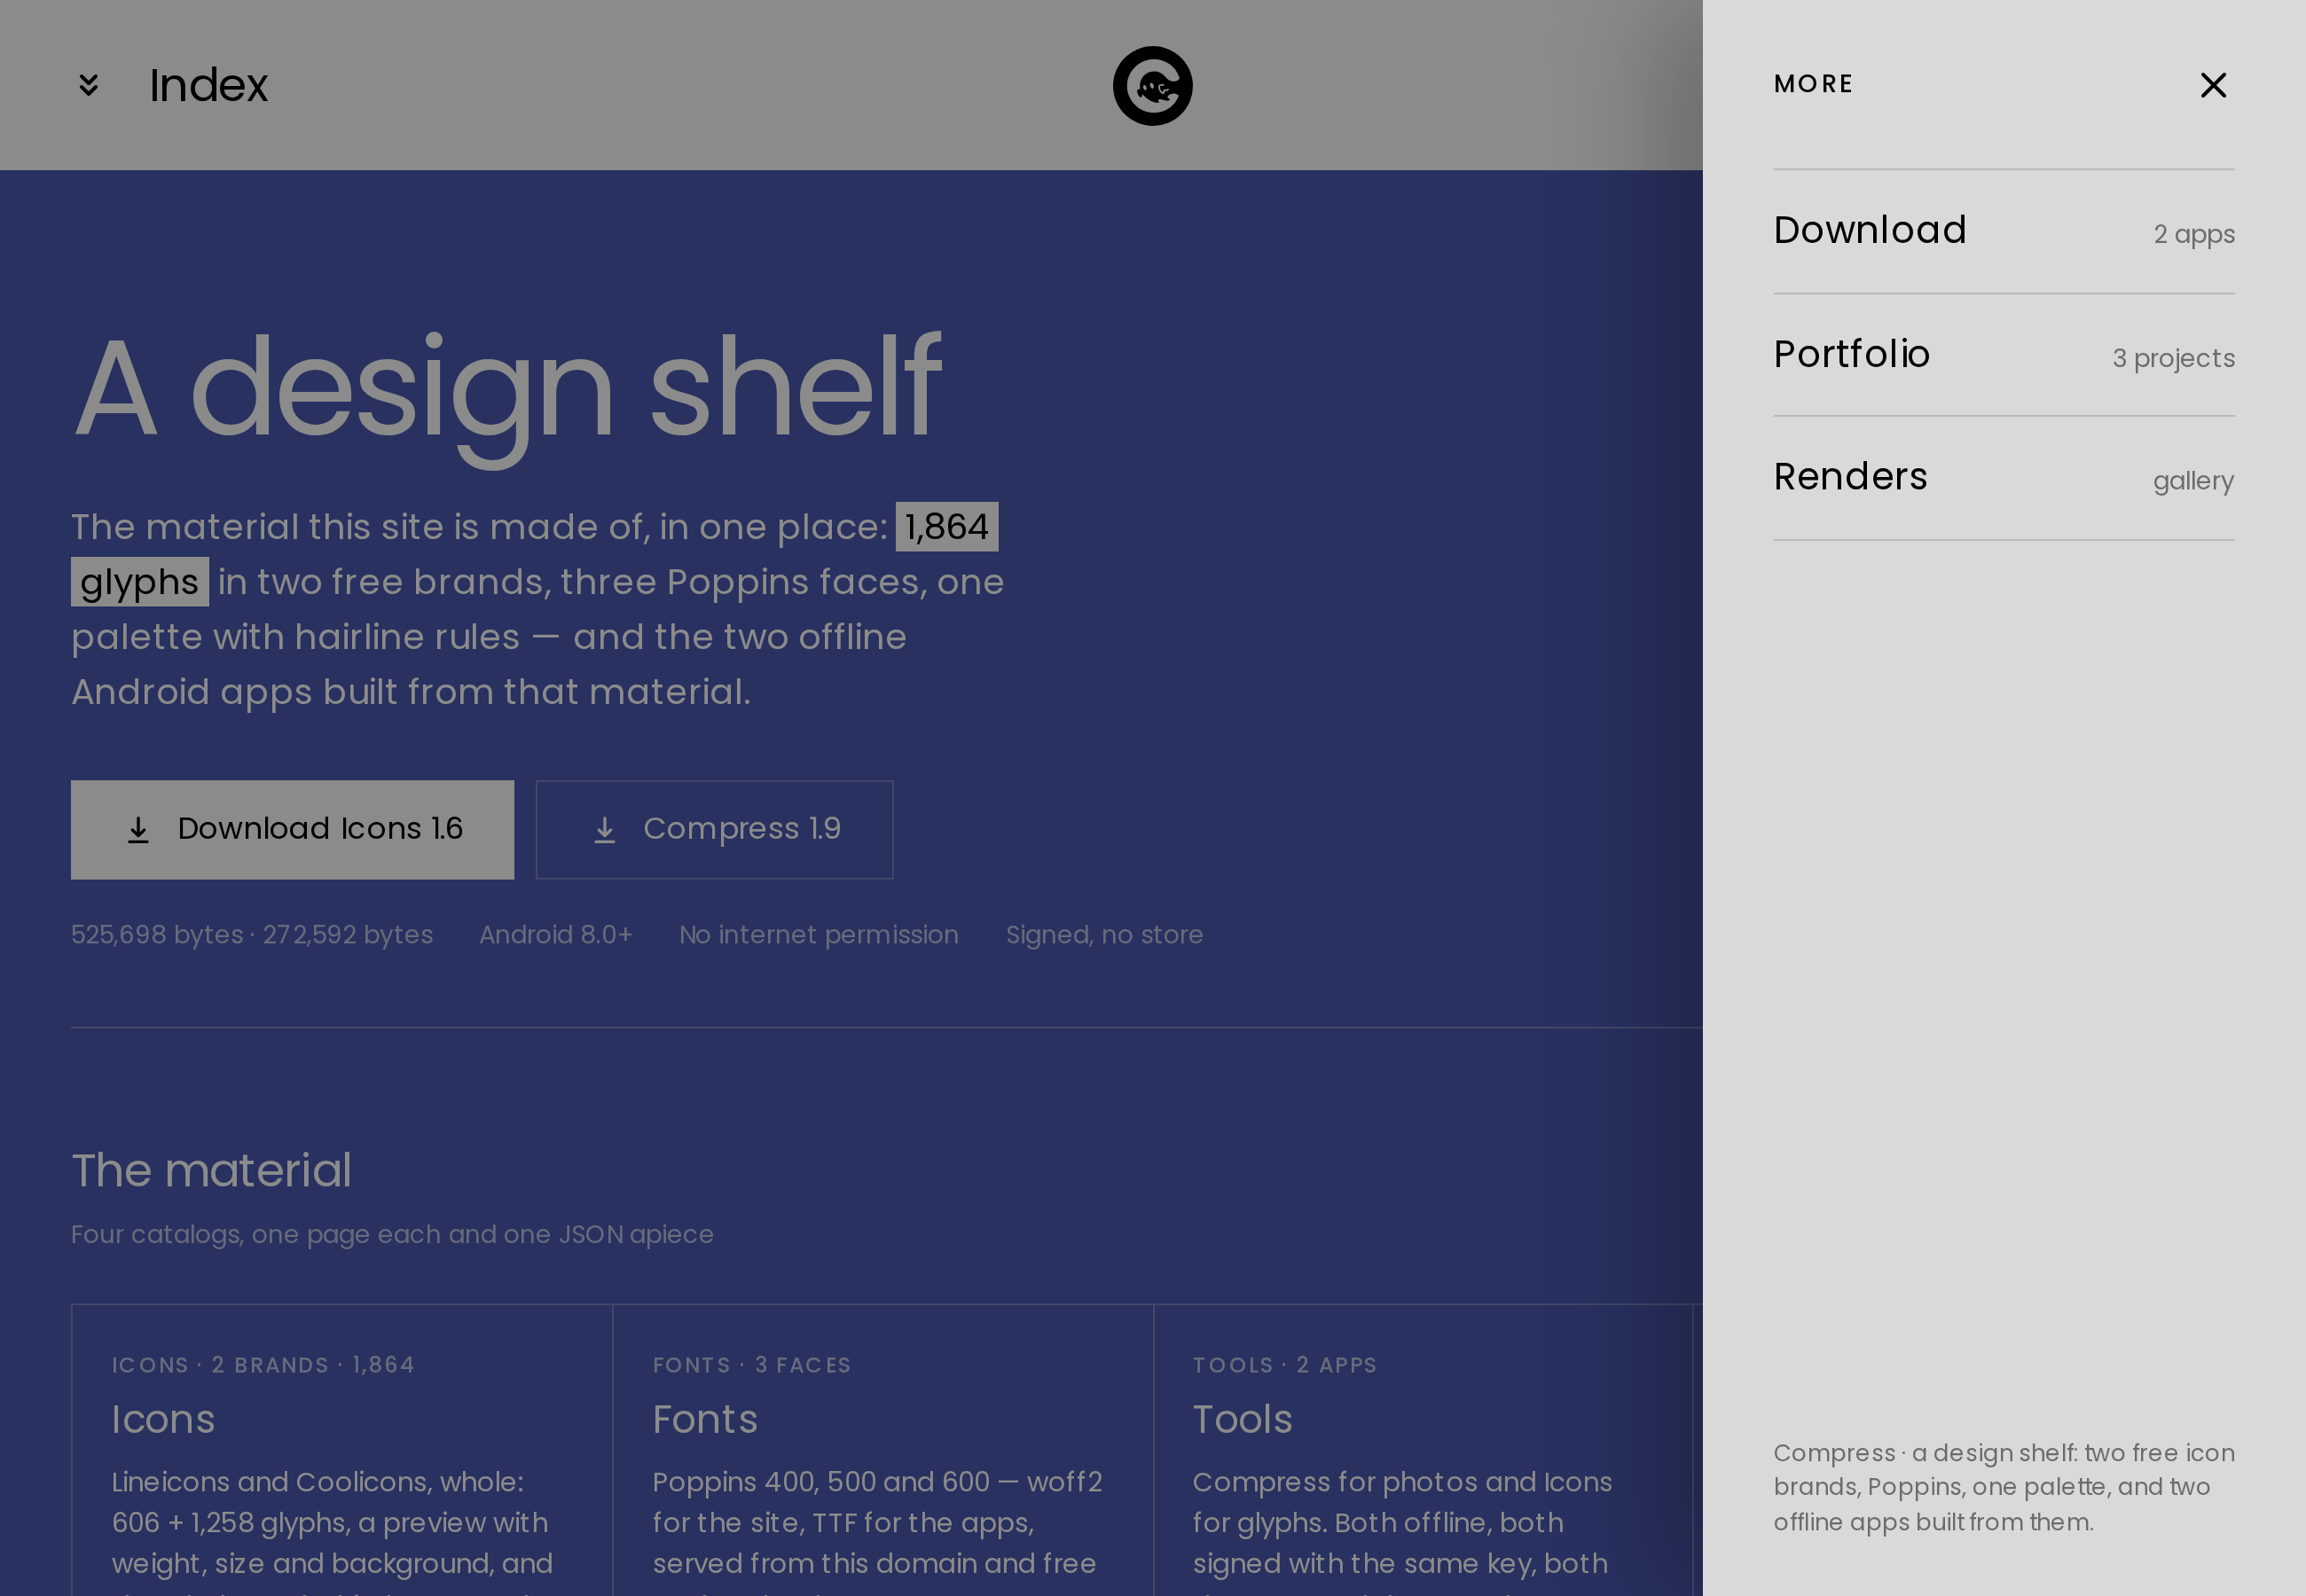 Index
A design shelf
The material this site is made of, in one place: 1,864
glyphs in two free brands, three Poppins faces, one
palette with hairline rules — and the two offline
Android apps built from that material.
Download Icons 1.6
Compress 1.9
525,698 bytes · 272,592 bytes Android 8.0+ No internet permission Signed, no store
The material
Four catalogs, one page each and one JSON apiece
ICONS · 2 BRANDS · 1,864
Icons
Lineicons and Coolicons, whole:
606 + 1,258 glyphs, a preview with
weight, size and background, and
FONTS · 3 FACES
Fonts
Poppins 400, 500 and 600 — woff2
for the site, TTF for the apps,
served from this domain and free
TOOLS · 2 APPS
Tools
Compress for photos and Icons
for glyphs. Both offline, both
signed with the same key, both
MORE
Download 2 apps
Portfolio 3 projects
Renders gallery
Compress · a design shelf: two free icon
brands, Poppins, one palette, and two
offline apps built from them.